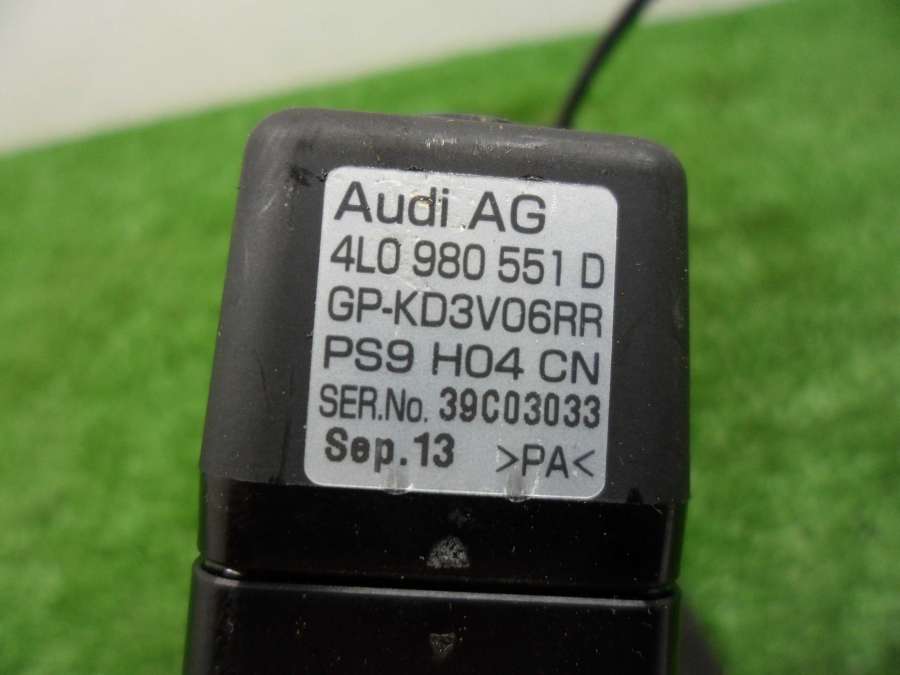 Audi AG
4L0 980 551 D
GP-KD3V06RR
PS9 H04 CN
SER.No. 39C03033
Sep.13 >PA<